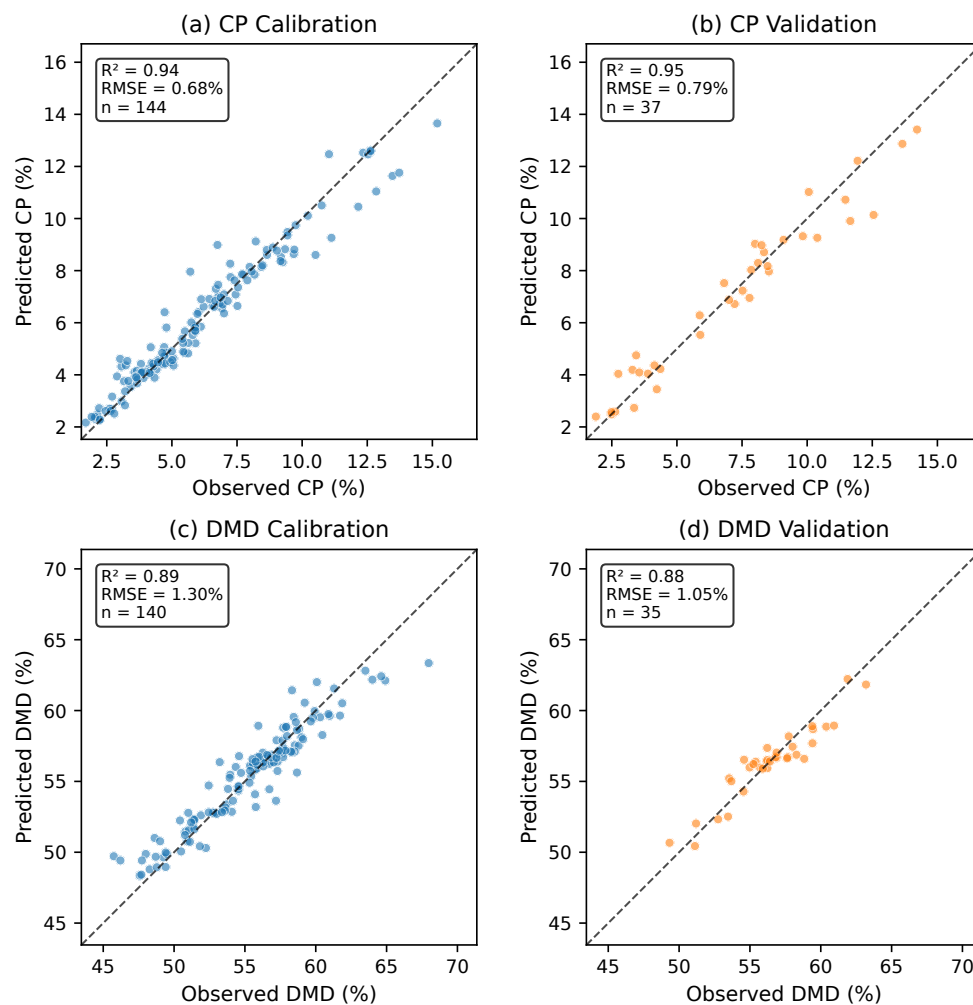 (a) CP Calibration
R² = 0.94
RMSE = 0.68%
n = 144
16
14
12
10
8
6
4
2
Predicted CP (%)
2.5 5.0 7.5 10.0 12.5 15.0
Observed CP (%)
(b) CP Validation
R² = 0.95
RMSE = 0.79%
n = 37
16
14
12
10
8
6
4
2
Predicted CP (%)
2.5 5.0 7.5 10.0 12.5 15.0
Observed CP (%)
(c) DMD Calibration
R² = 0.89
RMSE = 1.30%
n = 140
70
65
60
55
50
45
Predicted DMD (%)
45 50 55 60 65 70
Observed DMD (%)
(d) DMD Validation
R² = 0.88
RMSE = 1.05%
n = 35
70
65
60
55
50
45
Predicted DMD (%)
45 50 55 60 65 70
Observed DMD (%)